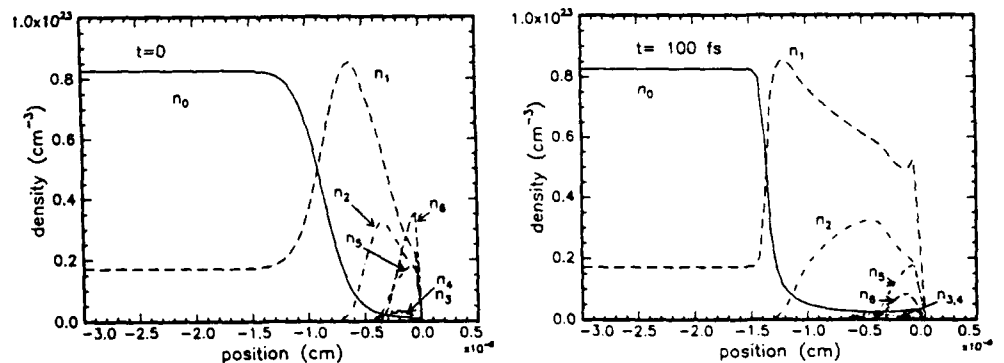 1.0x10²³
t=0
n₀
n₁
n₂
n₆
n₅
n₄
n₃
0.8
0.6
0.4
0.2
0.0
density (cm⁻³)
-3.0 -2.5 -2.0 -1.5 -1.0 -0.5 0.0 0.5
position (cm)
1.0x10²³
t= 100 fs
n₀
n₁
n₂
n₅
n₆
n₃,₄
0.8
0.6
0.4
0.2
0.0
density (cm⁻³)
-3.0 -2.5 -2.0 -1.5 -1.0 -0.5 0.0 0.5
position (cm)